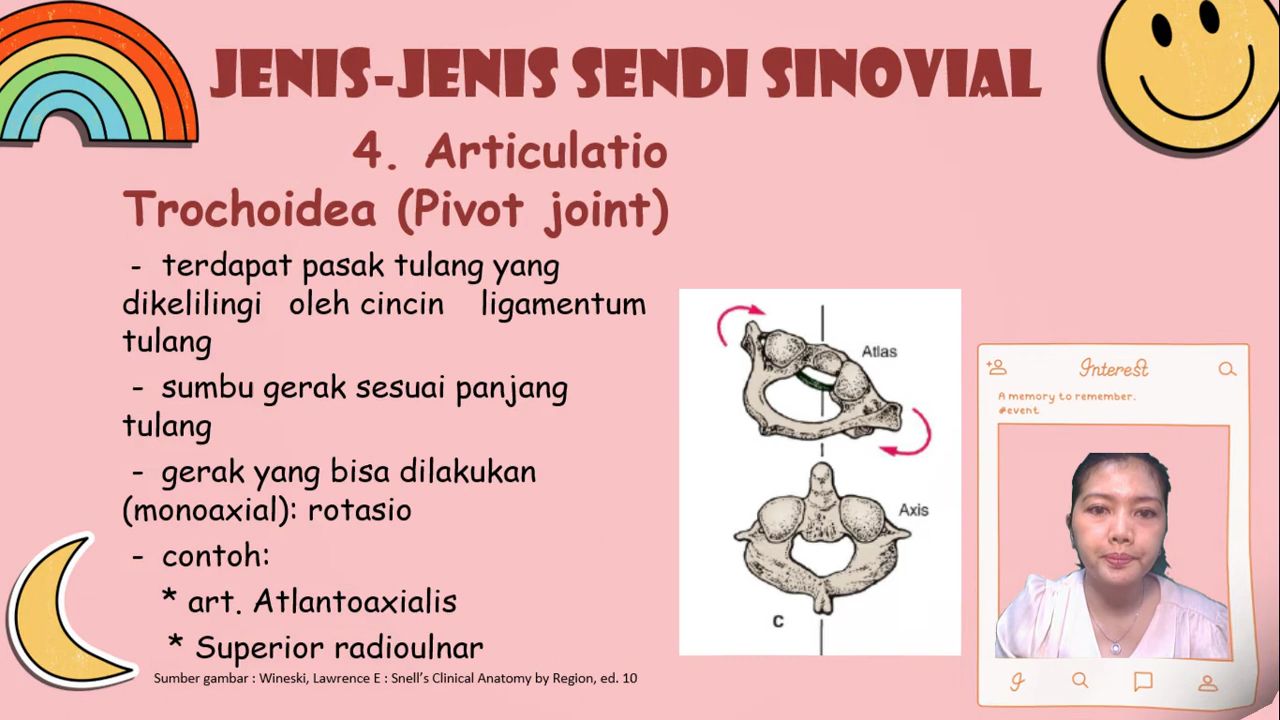 JENIS-JENIS SENDI SINOVIAL
4. Articulatio
Trochoidea (Pivot joint)
- terdapat pasak tulang yang
dikelilingi oleh cincin ligamentum
tulang
- sumbu gerak sesuai panjang
tulang
- gerak yang bisa dilakukan
(monoaxial): rotasio
- contoh:
* art. Atlantoaxialis
* Superior radioulnar
Sumber gambar : Wineski, Lawrence E : Snell's Clinical Anatomy by Region, ed. 10
Atlas
Axis
C
Interest
A memory to remember.
#event